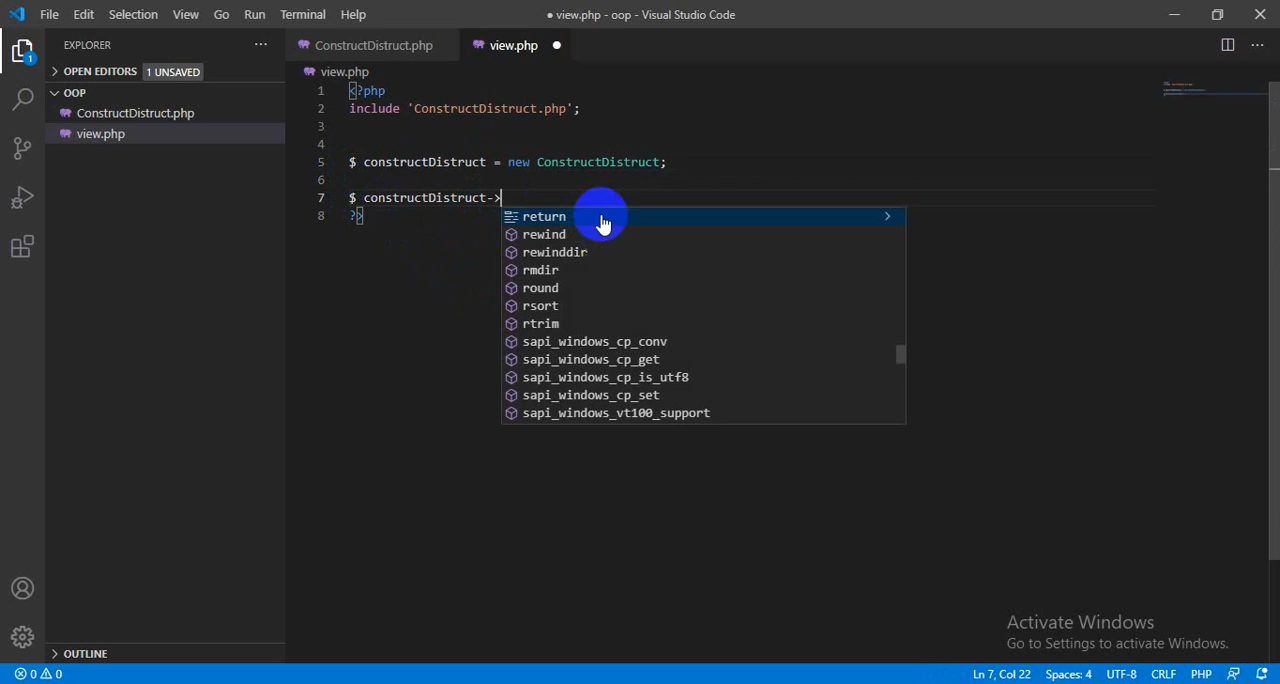 File Edit Selection View Go Run Terminal Help
● view.php - oop - Visual Studio Code
EXPLORER
ConstructDistruct.php
view.php
OPEN EDITORS 1 UNSAVED
OOP
ConstructDistruct.php
view.php
OUTLINE
1
view.php
1 <?php
2 include 'ConstructDistruct.php';
3
4
5 $ constructDistruct = new ConstructDistruct;
6
7 $ constructDistruct->
8 ?>
return
rewind
rewinddir
rmdir
round
rsort
rtrim
sapi_windows_cp_conv
sapi_windows_cp_get
sapi_windows_cp_is_utf8
sapi_windows_cp_set
sapi_windows_vt100_support
Activate Windows
Go to Settings to activate Windows.
0 0
Ln 7, Col 22 Spaces: 4 UTF-8 CRLF PHP